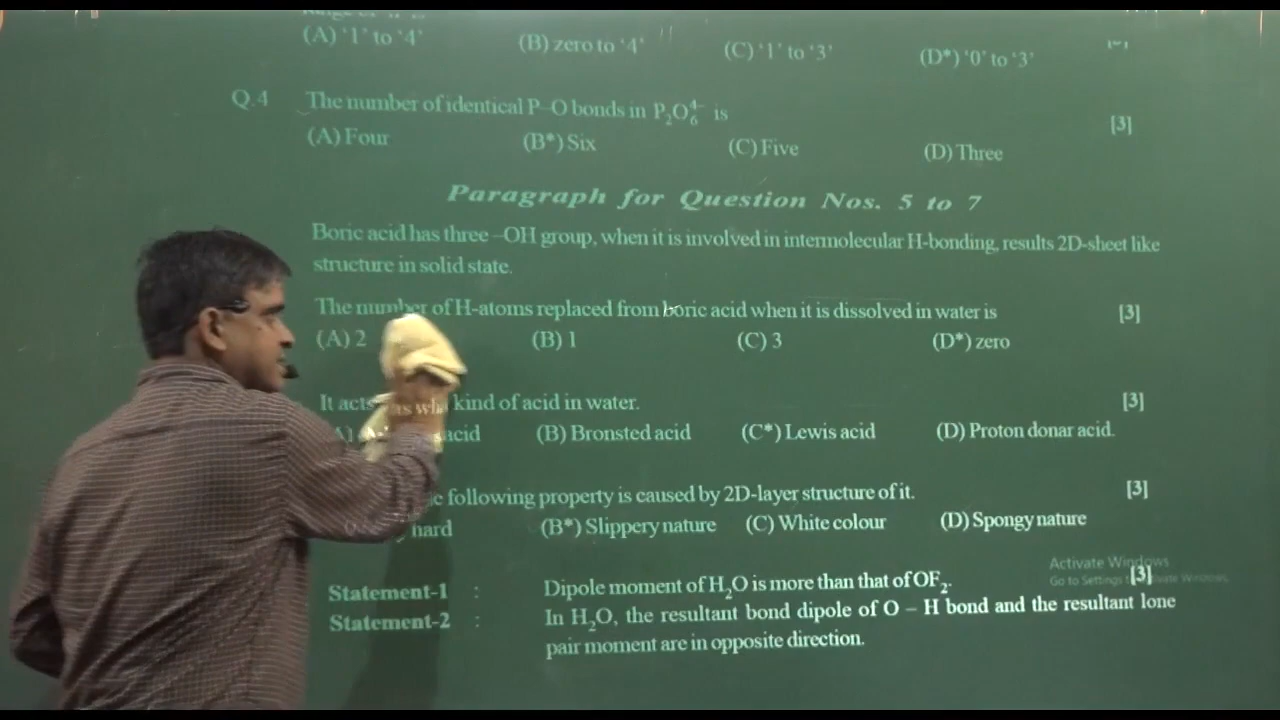 (A) '1' to '4' (B) zero to '4' (C) '1' to '3' (D*) '0' to '3'
Q.4 The number of identical P–O bonds in P₂O₆⁴⁻ is [3]
(A) Four (B*) Six (C) Five (D) Three
Paragraph for Question Nos. 5 to 7
Boric acid has three –OH group, when it is involved in intermolecular H-bonding, results 2D-sheet like
structure in solid state.
The number of H-atoms replaced from boric acid when it is dissolved in water is [3]
(A) 2 (B) 1 (C) 3 (D*) zero
It acts as kind of acid in water. [3]
acid (B) Bronsted acid (C*) Lewis acid (D) Proton donar acid.
following property is caused by 2D-layer structure of it. [3]
hard (B*) Slippery nature (C) White colour (D) Spongy nature
Activate Windows
Go to Settings Windows.
[3]
Statement-1 : Dipole moment of H₂O is more than that of OF₂.
Statement-2 : In H₂O, the resultant bond dipole of O – H bond and the resultant lone
pair moment are in opposite direction.